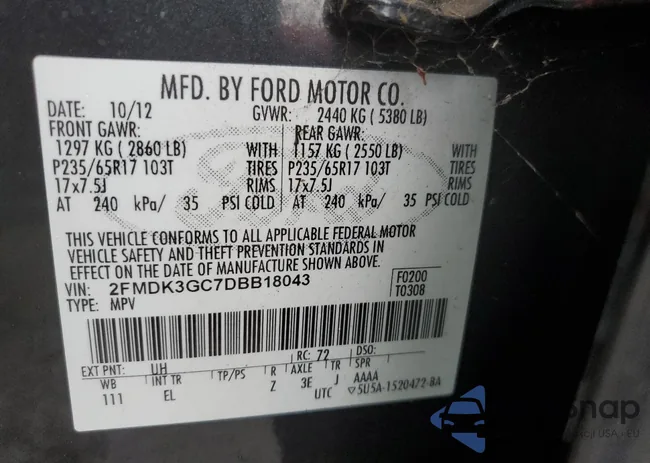 MFD. BY FORD MOTOR CO.
DATE: 10/12 GVWR: 2440 KG ( 5380 LB)
FRONT GAWR: REAR GAWR:
1297 KG ( 2860 LB) WITH 1157 KG ( 2550 LB) WITH
P235/65R17 103T TIRES P235/65R17 103T TIRES
17x7.5J RIMS 17x7.5J RIMS
AT 240 kPa/ 35 PSI COLD AT 240 kPa/ 35 PSI COLD
THIS VEHICLE CONFORMS TO ALL APPLICABLE FEDERAL MOTOR
VEHICLE SAFETY AND THEFT PREVENTION STANDARDS IN
EFFECT ON THE DATE OF MANUFACTURE SHOWN ABOVE.
VIN: 2FMDK3GC7DBB18043 F0200
TYPE: MPV T0308
EXT PNT: UH RC: 72 DSO:
WB INT TR TP/PS R AXLE TR SPR
111 EL Z 3E J AAAA
UTC ▽5U5A-1520472-BA